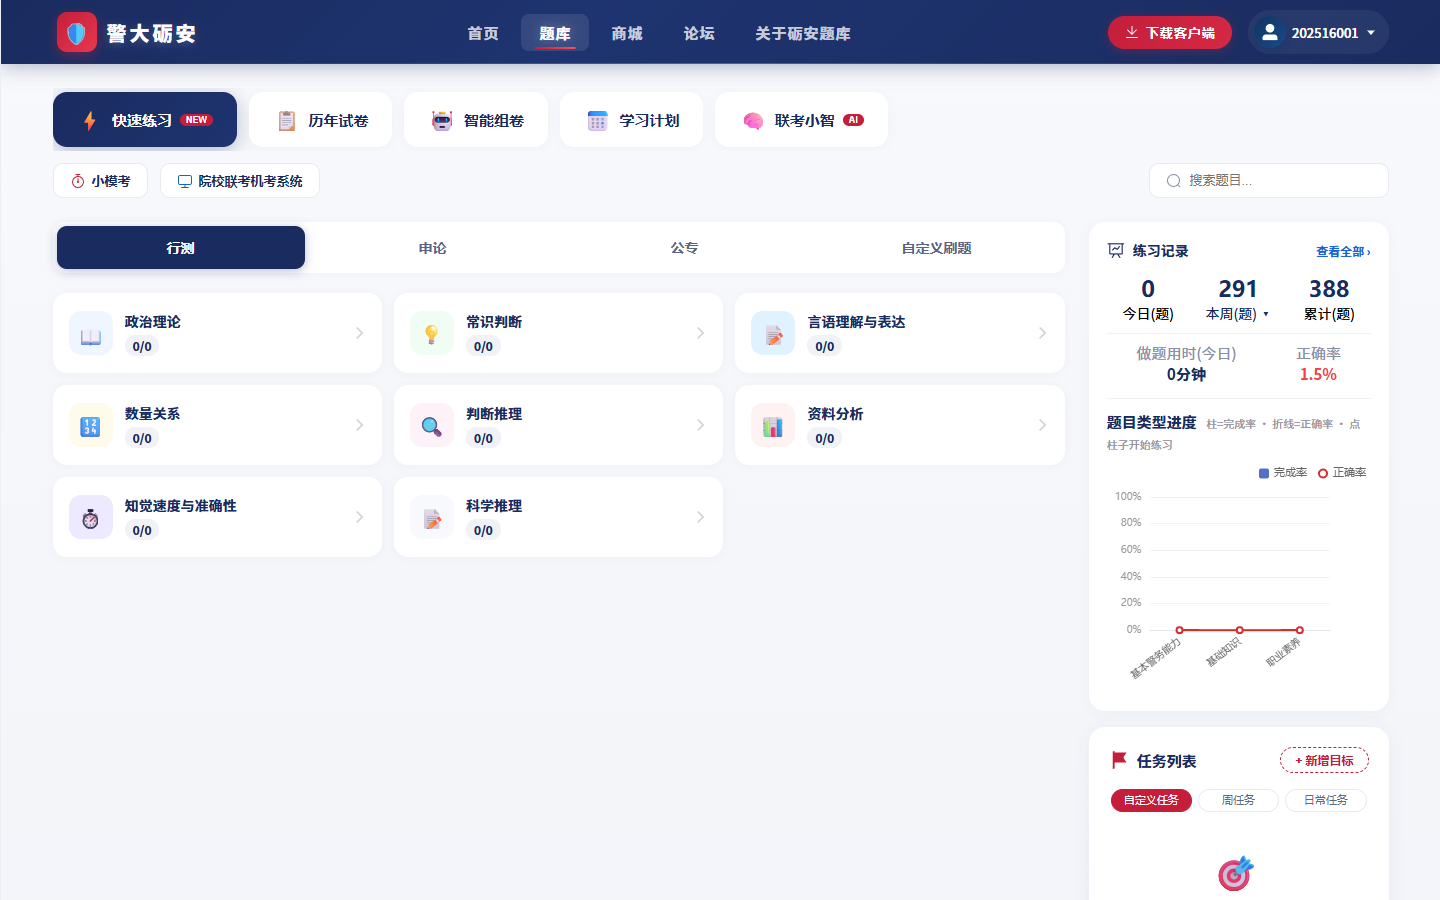 警大砺安
首页
题库
商城
论坛
关于砺安题库
下载客户端
202516001
快速练习 NEW
历年试卷
智能组卷
学习计划
联考小智 AI
小模考
院校联考机考系统
搜索题目...
行测
申论
公专
自定义刷题
政治理论
0/0
常识判断
0/0
言语理解与表达
0/0
数量关系
0/0
判断推理
0/0
资料分析
0/0
知觉速度与准确性
0/0
科学推理
0/0
练习记录
查看全部 ›
0
今日(题)
291
本周(题) ▼
388
累计(题)
做题用时(今日)
0分钟
正确率
1.5%
题目类型进度 柱=完成率 · 折线=正确率 · 点
柱子开始练习
完成率
正确率
100%
80%
60%
40%
20%
0%
基本警务能力
基础知识
职业素养
任务列表
+ 新增目标
自定义任务
周任务
日常任务